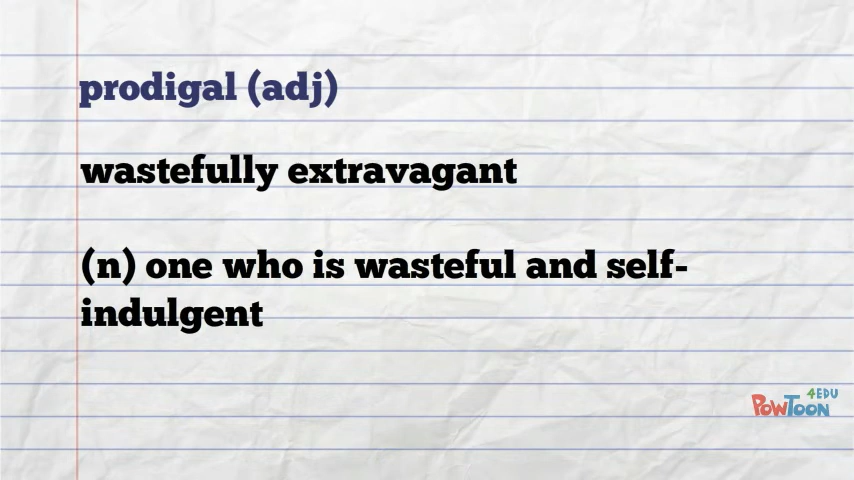 prodigal (adj)
wastefully extravagant
(n) one who is wasteful and self-
indulgent
4EDU
POWTOON